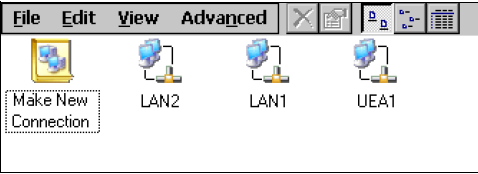 File Edit View Advanced
Make New
Connection
LAN2
LAN1
UEA1